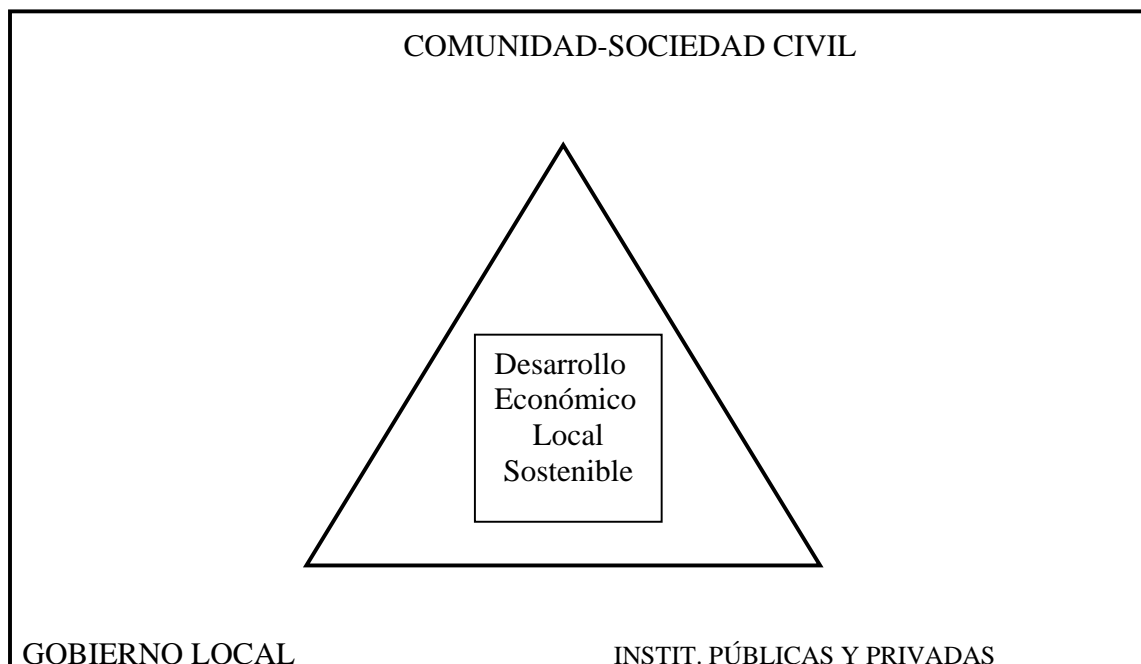 COMUNIDAD-SOCIEDAD CIVIL
Desarrollo
Económico
Local
Sostenible
GOBIERNO LOCAL
INSTIT. PÚBLICAS Y PRIVADAS